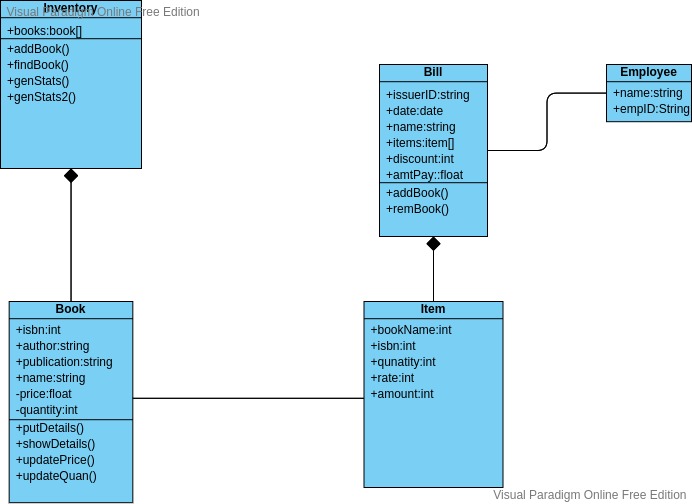 Visual Paradigm Online Free Edition
Inventory
+books:book[]
+addBook()
+findBook()
+genStats()
+genStats2()
Bill
+issuerID:string
+date:date
+name:string
+items:item[]
+discount:int
+amtPay::float
+addBook()
+remBook()
Employee
+name:string
+empID:String
Book
+isbn:int
+author:string
+publication:string
+name:string
-price:float
-quantity:int
+putDetails()
+showDetails()
+updatePrice()
+updateQuan()
Item
+bookName:int
+isbn:int
+qunatity:int
+rate:int
+amount:int
Visual Paradigm Online Free Edition